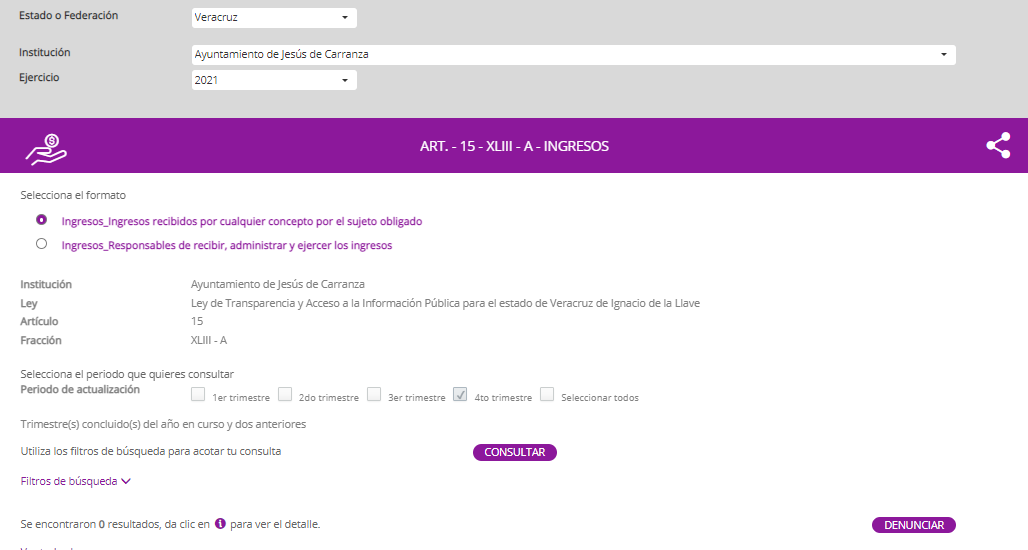 Estado o Federación
Veracruz
Institución
Ayuntamiento de Jesús de Carranza
Ejercicio
2021
ART. - 15 - XLIII - A - INGRESOS
Selecciona el formato
Ingresos_Ingresos recibidos por cualquier concepto por el sujeto obligado
Ingresos_Responsables de recibir, administrar y ejercer los ingresos
Institución Ayuntamiento de Jesús de Carranza
Ley Ley de Transparencia y Acceso a la Información Pública para el estado de Veracruz de Ignacio de la Llave
Artículo 15
Fracción XLIII - A
Selecciona el periodo que quieres consultar
Periodo de actualización 1er trimestre 2do trimestre 3er trimestre 4to trimestre Seleccionar todos
Trimestre(s) concluido(s) del año en curso y dos anteriores
Utiliza los filtros de búsqueda para acotar tu consulta CONSULTAR
Filtros de búsqueda
Se encontraron 0 resultados, da clic en i para ver el detalle. DENUNCIAR